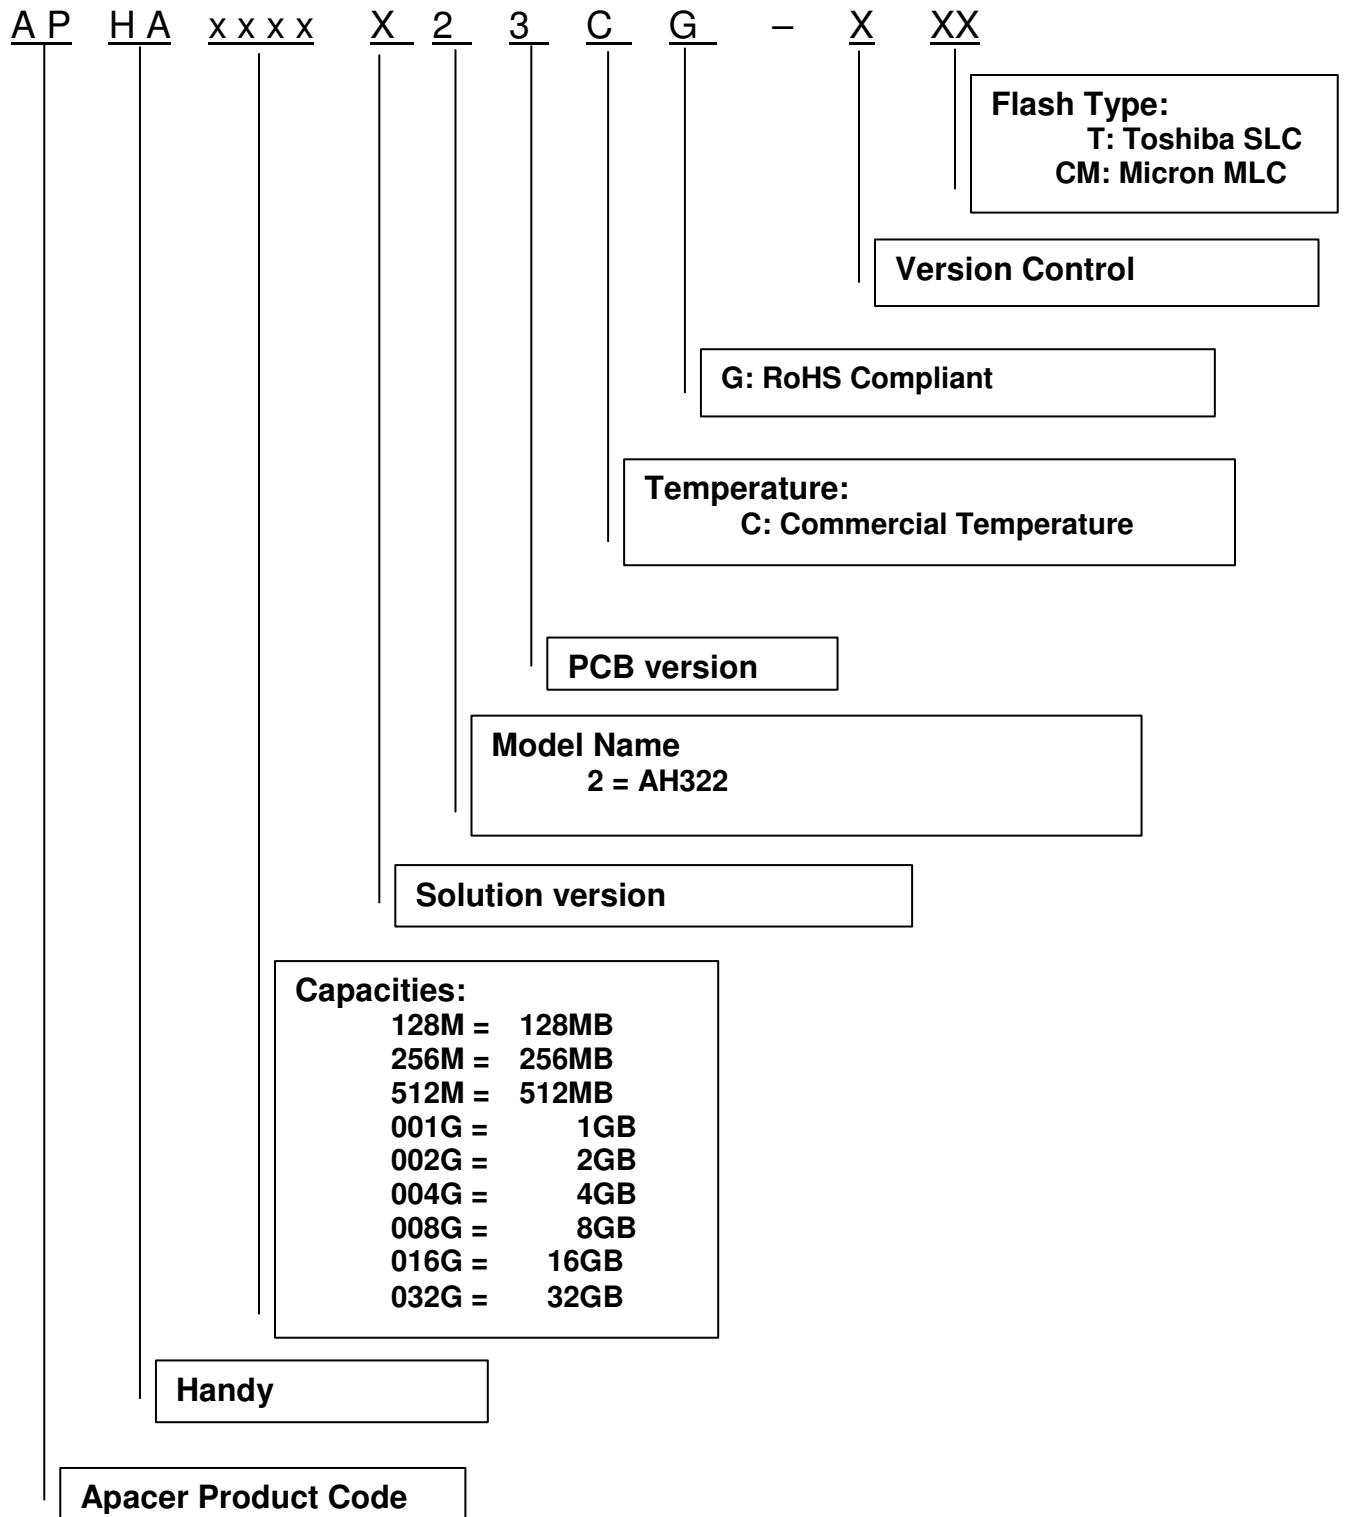 A P H A x x x x X 2 3 C G – X XX
Flash Type:
T: Toshiba SLC
CM: Micron MLC
Version Control
G: RoHS Compliant
Temperature:
C: Commercial Temperature
PCB version
Model Name
2 = AH322
Solution version
Capacities:
128M = 128MB
256M = 256MB
512M = 512MB
001G = 1GB
002G = 2GB
004G = 4GB
008G = 8GB
016G = 16GB
032G = 32GB
Handy
Apacer Product Code